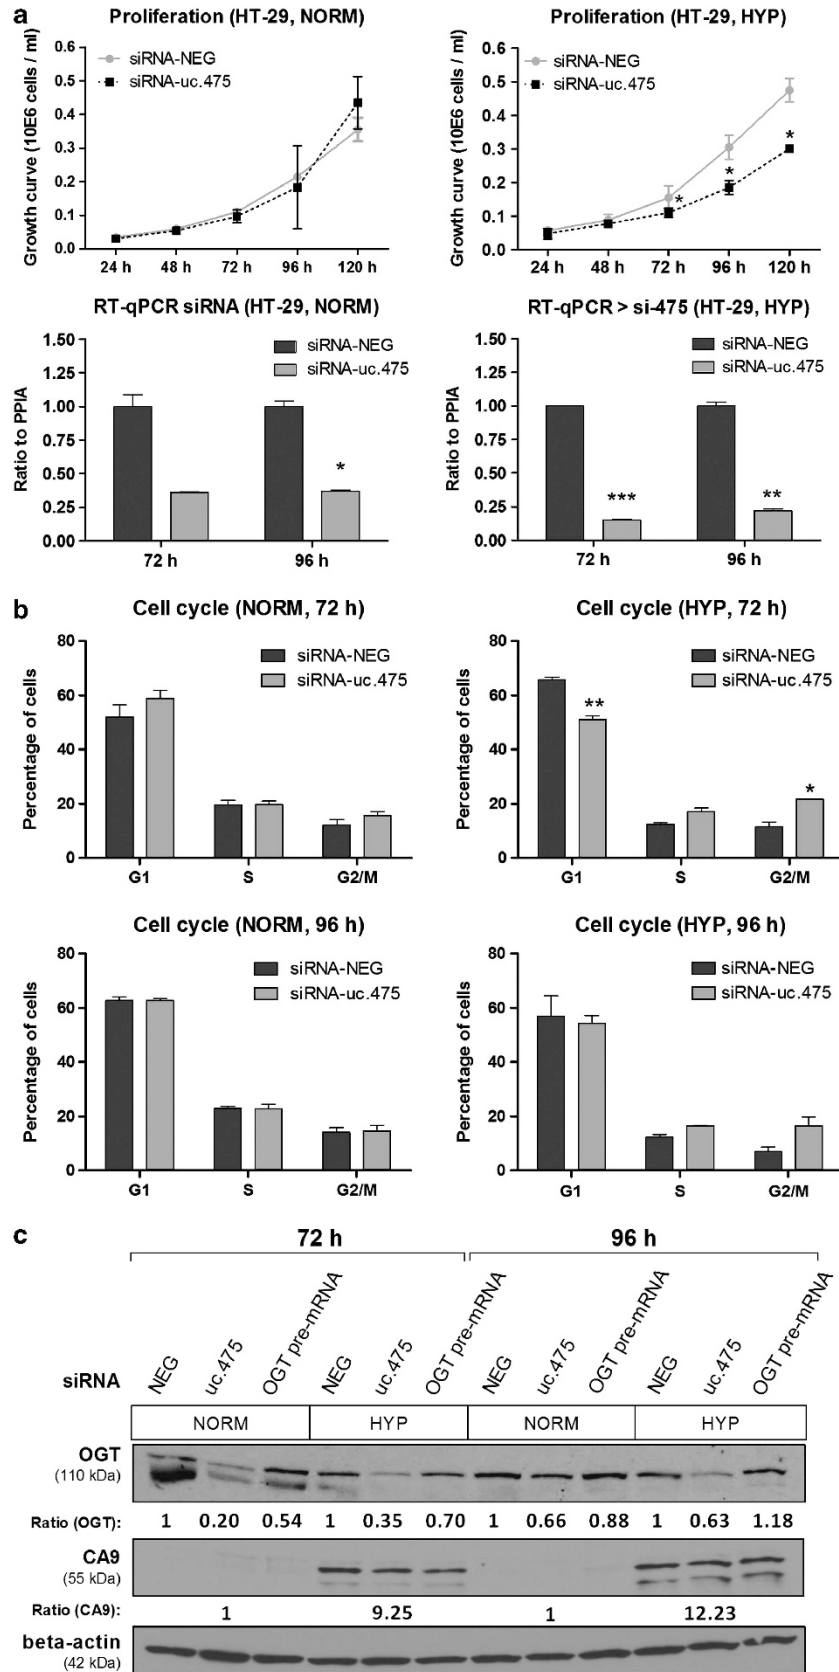 a
Proliferation (HT-29, NORM)
Growth curve (10E6 cells / ml)
0.6
0.5
0.4
0.3
0.2
0.1
0.0
siRNA-NEG
siRNA-uc.475
24 h 48 h 72 h 96 h 120 h
Proliferation (HT-29, HYP)
Growth curve (10E6 cells / ml)
0.6
0.5
0.4
0.3
0.2
0.1
0.0
siRNA-NEG
siRNA-uc.475
*
*
*
24 h 48 h 72 h 96 h 120 h
RT-qPCR siRNA (HT-29, NORM)
Ratio to PPIA
1.50
1.25
1.00
0.75
0.50
0.25
0.00
siRNA-NEG
siRNA-uc.475
*
72 h 96 h
RT-qPCR > si-475 (HT-29, HYP)
Ratio to PPIA
1.50
1.25
1.00
0.75
0.50
0.25
0.00
siRNA-NEG
siRNA-uc.475
*** **
72 h 96 h
b
Cell cycle (NORM, 72 h)
Percentage of cells
80
60
40
20
0
siRNA-NEG
siRNA-uc.475
G1 S G2/M
Cell cycle (HYP, 72 h)
Percentage of cells
80
60
40
20
0
siRNA-NEG
siRNA-uc.475
**
*
G1 S G2/M
Cell cycle (NORM, 96 h)
Percentage of cells
80
60
40
20
0
siRNA-NEG
siRNA-uc.475
G1 S G2/M
Cell cycle (HYP, 96 h)
Percentage of cells
80
60
40
20
0
siRNA-NEG
siRNA-uc.475
G1 S G2/M
c
72 h 96 h
siRNA NEG uc.475 OGT pre-mRNA NEG uc.475 OGT pre-mRNA NEG uc.475 OGT pre-mRNA NEG uc.475 OGT pre-mRNA
NORM HYP NORM HYP
OGT
(110 kDa)
Ratio (OGT): 1 0.20 0.54 1 0.35 0.70 1 0.66 0.88 1 0.63 1.18
CA9
(55 kDa)
Ratio (CA9): 1 9.25 1 12.23
beta-actin
(42 kDa)